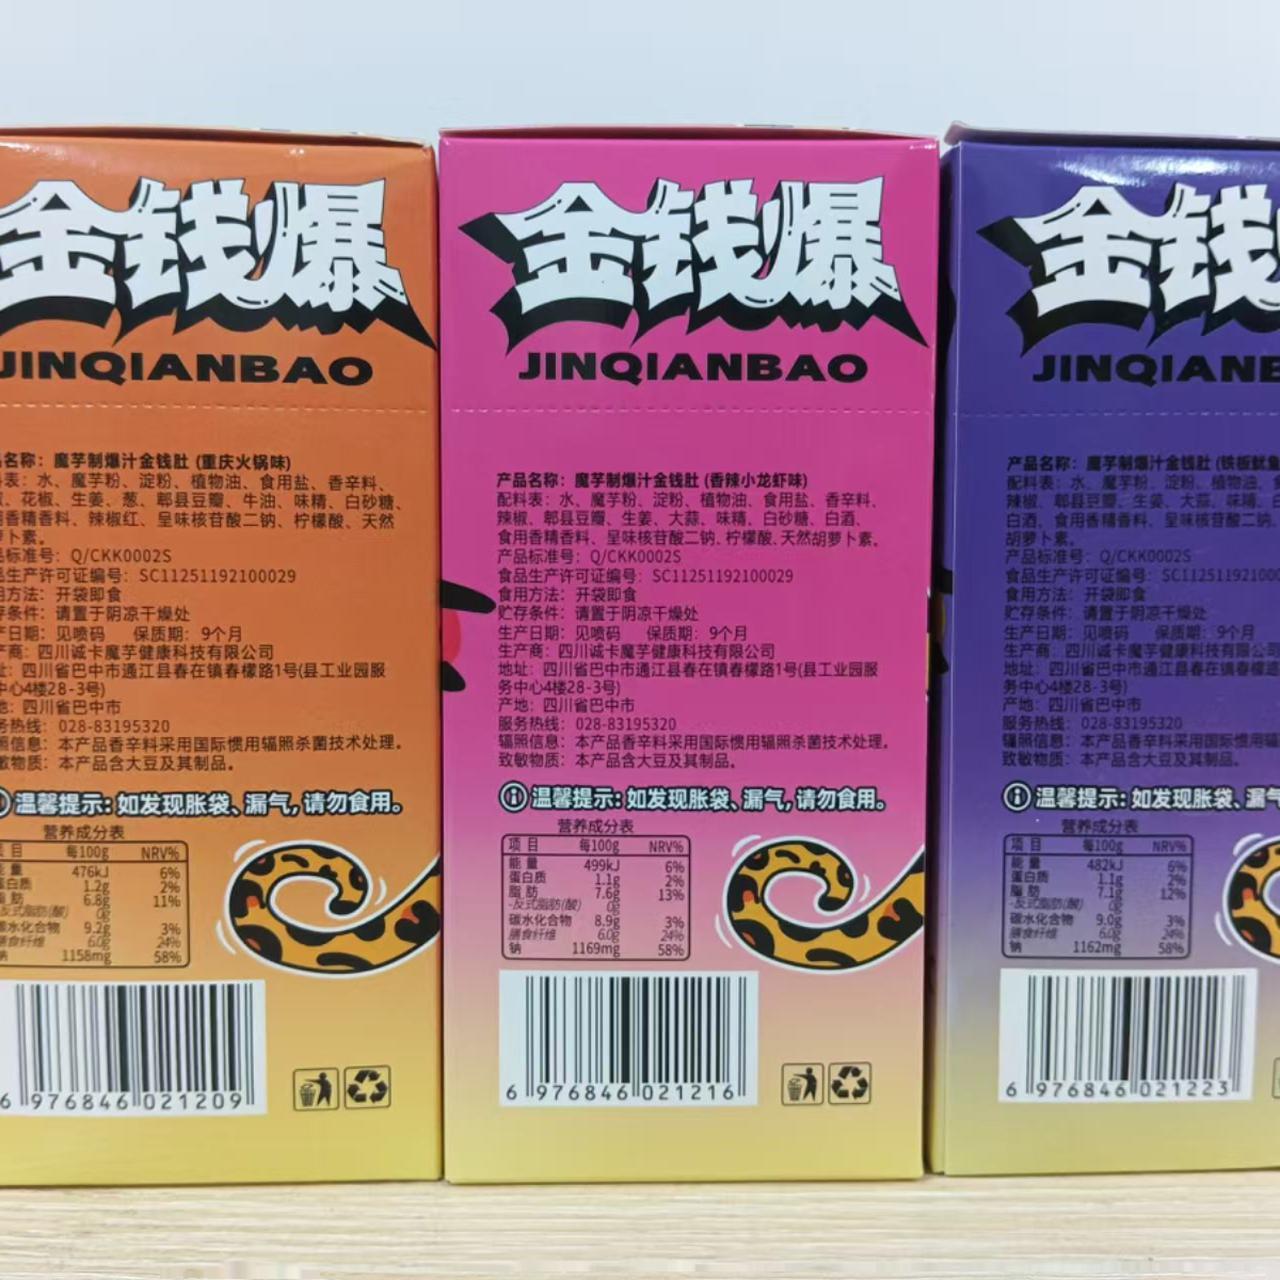 金钱爆
JINQIANBAO
名称：魔芋制爆汁金钱肚 (重庆火锅味)
表：水、魔芋粉、淀粉、植物油、食用盐、香辛料、
、花椒、生姜、葱、郫县豆瓣、牛油、味精、白砂糖、
香精香料、辣椒红、呈味核苷酸二钠、柠檬酸、天然
卜素。
标准号：Q/CKK0002S
生产许可证编号：SC11251192100029
方法：开袋即食
条件：请置于阴凉干燥处
日期：见喷码 保质期：9个月
商：四川诚卡魔芋健康科技有限公司
：四川省巴中市通江县春在镇春檬路1号(县工业园服
中心4楼28-3号)
：四川省巴中市
热线：028-83195320
信息：本产品香辛料采用国际惯用辐照杀菌技术处理。
物质：本产品含大豆及其制品。
温馨提示：如发现胀袋、漏气，请勿食用。
营养成分表
目 每100g NRV%
量 476kJ 6%
蛋白质 1.2g 2%
肪 6.8g 11%
-反式脂肪(酸) 0g
水化合物 9.2g 3%
膳食纤维 6.0g 24%
钠 1158mg 58%
6 976846 021209
金钱爆
JINQIANBAO
产品名称：魔芋制爆汁金钱肚 (香辣小龙虾味)
配料表：水、魔芋粉、淀粉、植物油、食用盐、香辛料、
辣椒、郫县豆瓣、生姜、大蒜、味精、白砂糖、白酒、
食用香精香料、呈味核苷酸二钠、柠檬酸、天然胡萝卜素。
产品标准号：Q/CKK0002S
食品生产许可证编号：SC11251192100029
食用方法：开袋即食
贮存条件：请置于阴凉干燥处
生产日期：见喷码 保质期：9个月
生产商：四川诚卡魔芋健康科技有限公司
地址：四川省巴中市通江县春在镇春檬路1号(县工业园服
务中心4楼28-3号)
产地：四川省巴中市
服务热线：028-83195320
辐照信息：本产品香辛料采用国际惯用辐照杀菌技术处理。
致敏物质：本产品含大豆及其制品。
温馨提示：如发现胀袋、漏气，请勿食用。
营养成分表
项目 每100g NRV%
能量 499kJ 6%
蛋白质 1.1g 2%
脂肪 7.6g 13%
-反式脂肪(酸) 0g
碳水化合物 8.9g 3%
膳食纤维 6.0g 24%
钠 1169mg 58%
6 976846 021216
金钱
JINQIANB
产品名称：魔芋制爆汁金钱肚 (铁板鱿鱼
配料表：水、魔芋粉、淀粉、植物油、食
辣椒、郫县豆瓣、生姜、大蒜、味精、
白酒、食用香精香料、呈味核苷酸二钠、
胡萝卜素。
产品标准号：Q/CKK0002S
食品生产许可证编号：SC112511921000
食用方法：开袋即食
贮存条件：请置于阴凉干燥处
生产日期：见喷码 保质期：9个月
生产商：四川诚卡魔芋健康科技有限公司
地址：四川省巴中市通江县春在镇春檬路1号(县工业园
务中心4楼28-3号)
产地：四川省巴中市
服务热线：028-83195320
辐照信息：本产品香辛料采用国际惯用辐照
致敏物质：本产品含大豆及其制品。
温馨提示：如发现胀袋、漏气
营养成分表
项目 每100g NRV%
能量 482kJ 6%
蛋白质 1.1g 2%
脂肪 7.1g 12%
-反式脂肪(酸) 0g
碳水化合物 9.0g 3%
膳食纤维 6.0g 24%
钠 1162mg 58%
6 976846 021223